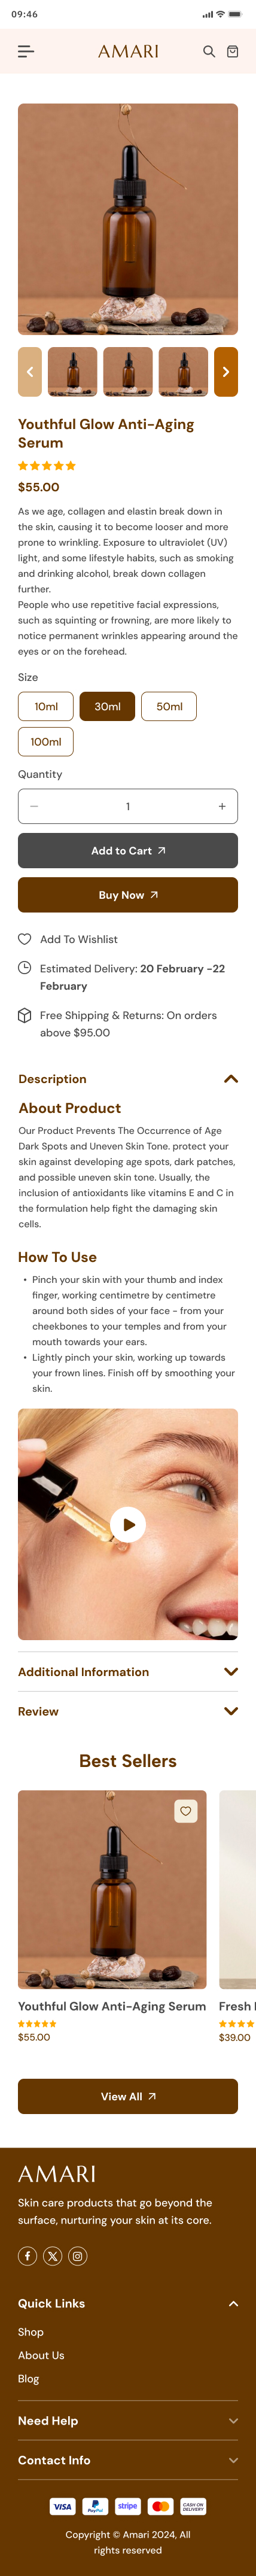 09:46
AMARI
Youthful Glow Anti-Aging
Serum
$55.00
As we age, collagen and elastin break down in
the skin, causing it to become looser and more
prone to wrinkling. Exposure to ultraviolet (UV)
light, and some lifestyle habits, such as smoking
and drinking alcohol, break down collagen
further.
People who use repetitive facial expressions,
such as squinting or frowning, are more likely to
notice permanent wrinkles appearing around the
eyes or on the forehead.
Size
10ml 30ml 50ml
100ml
Quantity
− 1 +
Add to Cart
Buy Now
Add To Wishlist
Estimated Delivery: 20 February -22
February
Free Shipping & Returns: On orders
above $95.00
Description
About Product
Our Product Prevents The Occurrence of Age
Dark Spots and Uneven Skin Tone. protect your
skin against developing age spots, dark patches,
and possible uneven skin tone. Usually, the
inclusion of antioxidants like vitamins E and C in
the formulation help fight the damaging skin
cells.
How To Use
• Pinch your skin with your thumb and index
finger, working centimetre by centimetre
around both sides of your face - from your
cheekbones to your temples and from your
mouth towards your ears.
• Lightly pinch your skin, working up towards
your frown lines. Finish off by smoothing your
skin.
Additional Information
Review
Best Sellers
Youthful Glow Anti-Aging Serum
$55.00
Fresh
$39.00
View All
AMARI
Skin care products that go beyond the
surface, nurturing your skin at its core.
Quick Links
Shop
About Us
Blog
Need Help
Contact Info
VISA PayPal stripe mastercard CASH ON DELIVERY
Copyright © Amari 2024, All
rights reserved